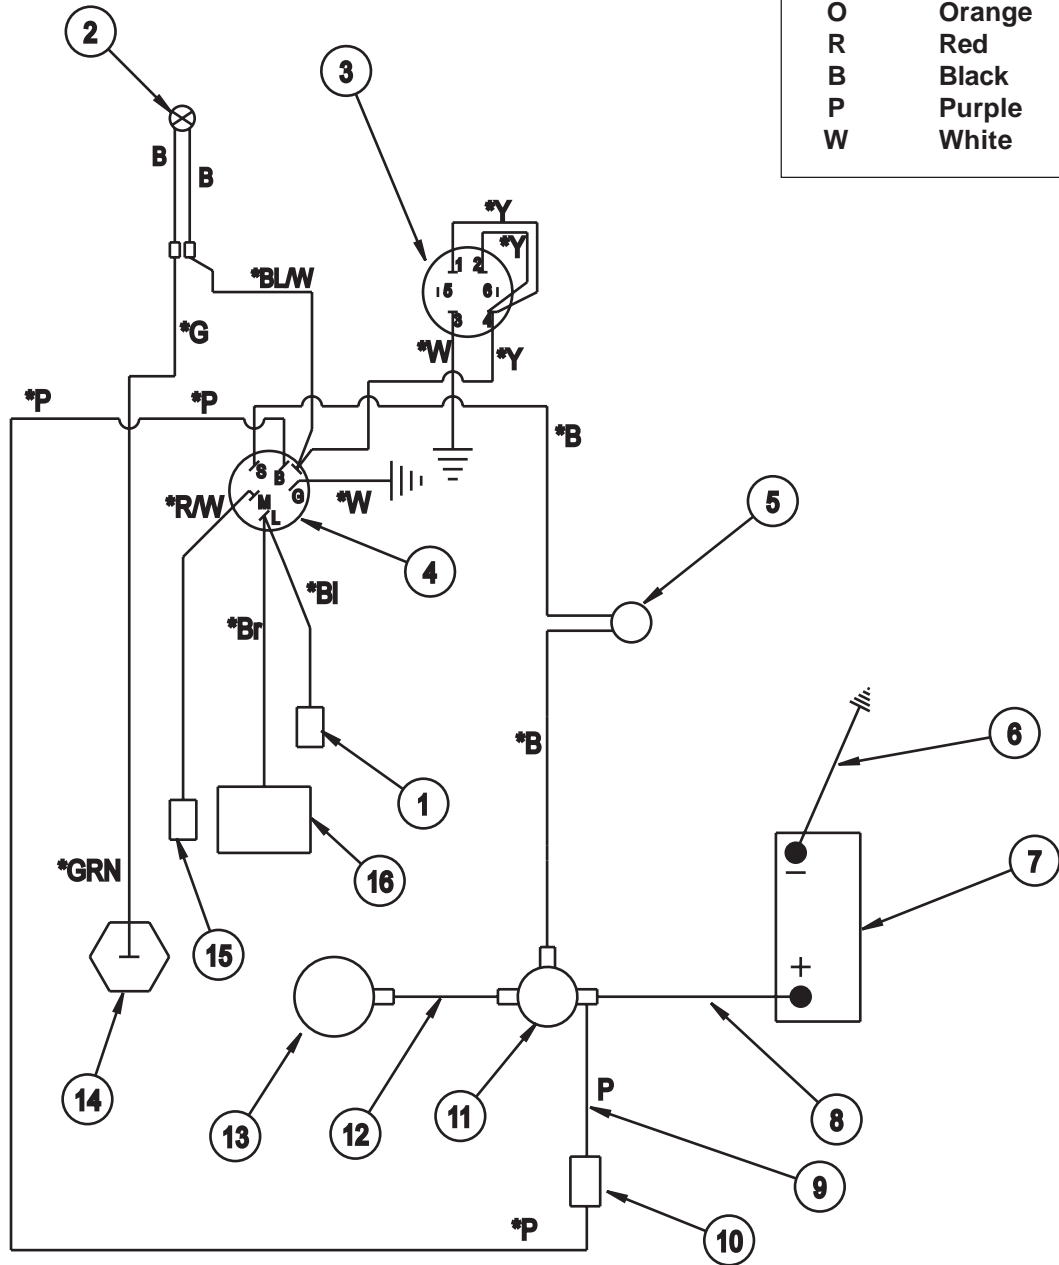 O Orange
R Red
B Black
P Purple
W White
2
3
B
B
*Y
*Y
1 2
5 6
3 4
*BL/W
*G
*W
*Y
*P
*P
*B
S B
M G
L
*R/W
*W
5
4
*Bl
*Br
*B
6
1
7
16
*GRN
15
−
+
14
13
12
11
P
8
9
10
*P